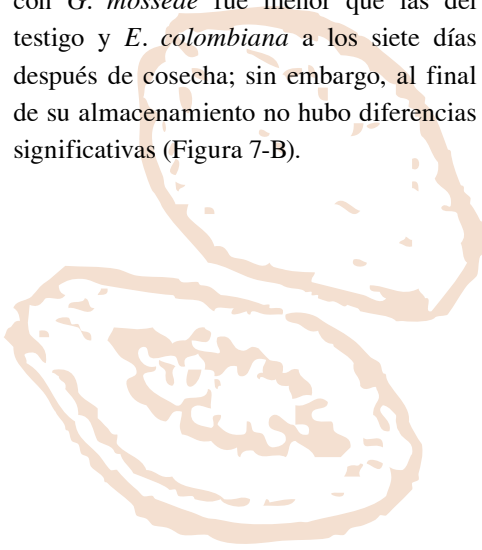 con G. mosseae fue menor que las del
testigo y E. colombiana a los siete días
después de cosecha; sin embargo, al final
de su almacenamiento no hubo diferencias
significativas (Figura 7-B).